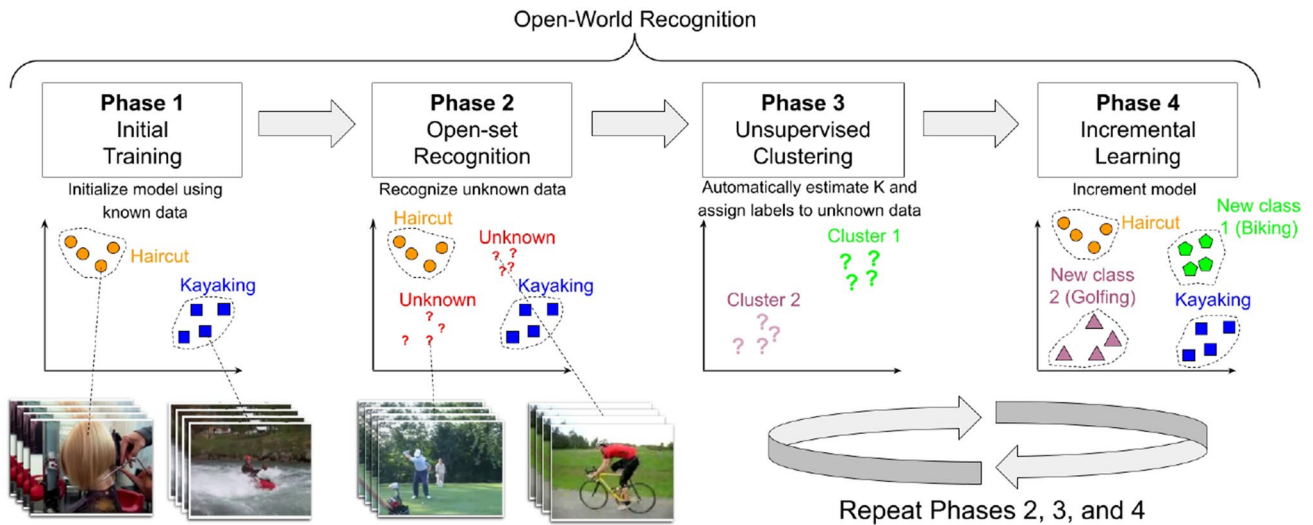 Open-World Recognition
Phase 1
Initial
Training
Phase 2
Open-set
Recognition
Phase 3
Unsupervised
Clustering
Phase 4
Incremental
Learning
Initialize model using
known data
Recognize unknown data
Automatically estimate K and
assign labels to unknown data
Increment model
Haircut
Kayaking
Haircut
Unknown
? ? ? ? ?
Unknown
? ? ? ?
Kayaking
Cluster 1
? ? ? ?
Cluster 2
? ? ? ?
Haircut
New class
1 (Biking)
New class
2 (Golfing)
Kayaking
Repeat Phases 2, 3, and 4